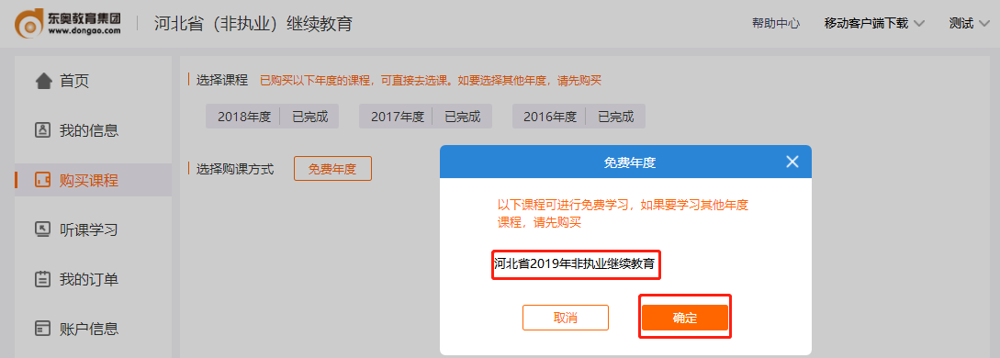 东奥教育集团
www.dongao.com
河北省（非执业）继续教育
帮助中心
移动客户端下载
测试
首页
我的信息
购买课程
听课学习
我的订单
账户信息
选择课程 已购买以下年度的课程，可直接去选课。如要选择其他年度，请先购买
2018年度 已完成 2017年度 已完成 2016年度 已完成
选择购课方式 免费年度
免费年度
以下课程可进行免费学习，如果要学习其他年度
课程，请先购买
河北省2019年非执业继续教育
取消 确定